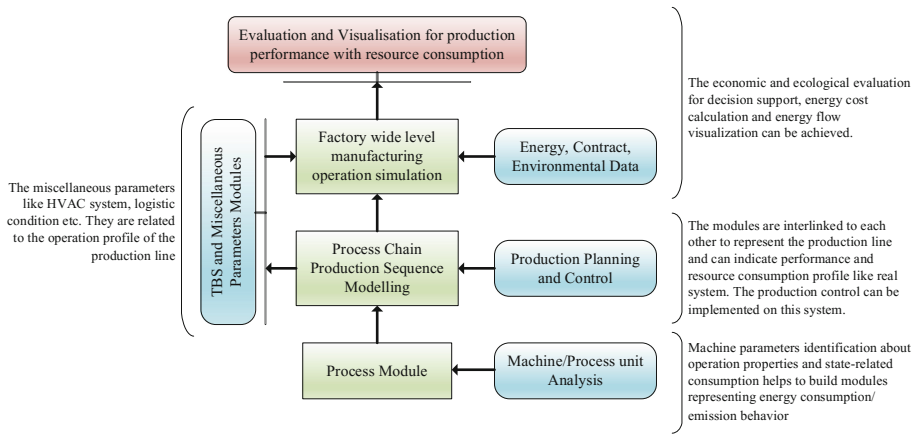 Evaluation and Visualisation for production
performance with resource consumption
The economic and ecological evaluation
for decision support, energy cost
calculation and energy flow
visualization can be achieved.
Factory wide level
manufacturing
operation simulation
Energy, Contract,
Environmental Data
TBS and Miscellaneous
Parameters Modules
The miscellaneous parameters
like HVAC system, logistic
condition etc. They are related
to the operation profile of the
production line
Process Chain
Production Sequence
Modelling
Production Planning
and Control
The modules are interlinked to each
other to represent the production line
and can indicate performance and
resource consumption profile like real
system. The production control can be
implemented on this system.
Process Module
Machine/Process unit
Analysis
Machine parameters identification about
operation properties and state-related
consumption helps to build modules
representing energy consumption/
emission behavior